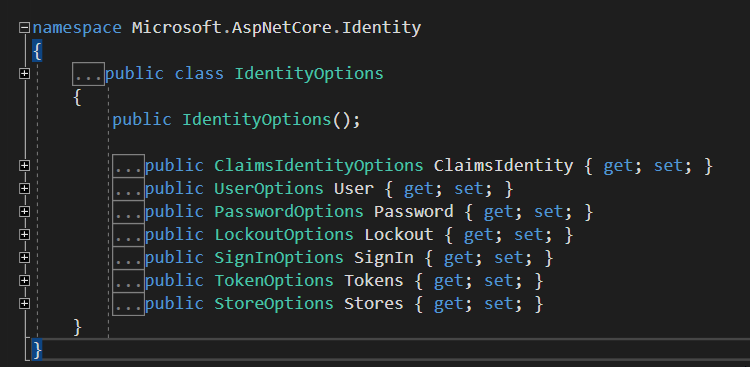 namespace Microsoft.AspNetCore.Identity
{
...public class IdentityOptions
{
public IdentityOptions();
...public ClaimsIdentityOptions ClaimsIdentity { get; set; }
...public UserOptions User { get; set; }
...public PasswordOptions Password { get; set; }
...public LockoutOptions Lockout { get; set; }
...public SignInOptions SignIn { get; set; }
...public TokenOptions Tokens { get; set; }
...public StoreOptions Stores { get; set; }
}
}